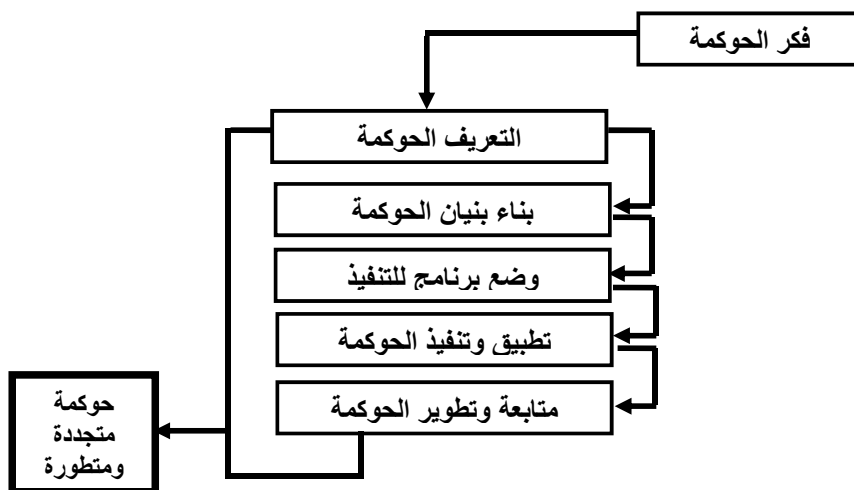 فكر الحوكمة
التعريف الحوكمة
بناء بنيان الحوكمة
وضع برنامج للتنفيذ
تطبيق وتنفيذ الحوكمة
متابعة وتطوير الحوكمة
حوكمة
متجددة
ومتطورة